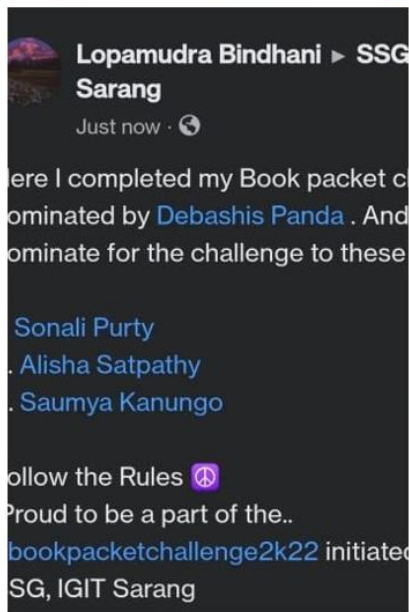 Lopamudra Bindhani ▸ SSG
Sarang
Just now ·
ere I completed my Book packet c
ominated by Debashis Panda . And
ominate for the challenge to these
Sonali Purty
. Alisha Satpathy
. Saumya Kanungo
ollow the Rules ☮
Proud to be a part of the..
bookpacketchallenge2k22 initiated
SG, IGIT Sarang